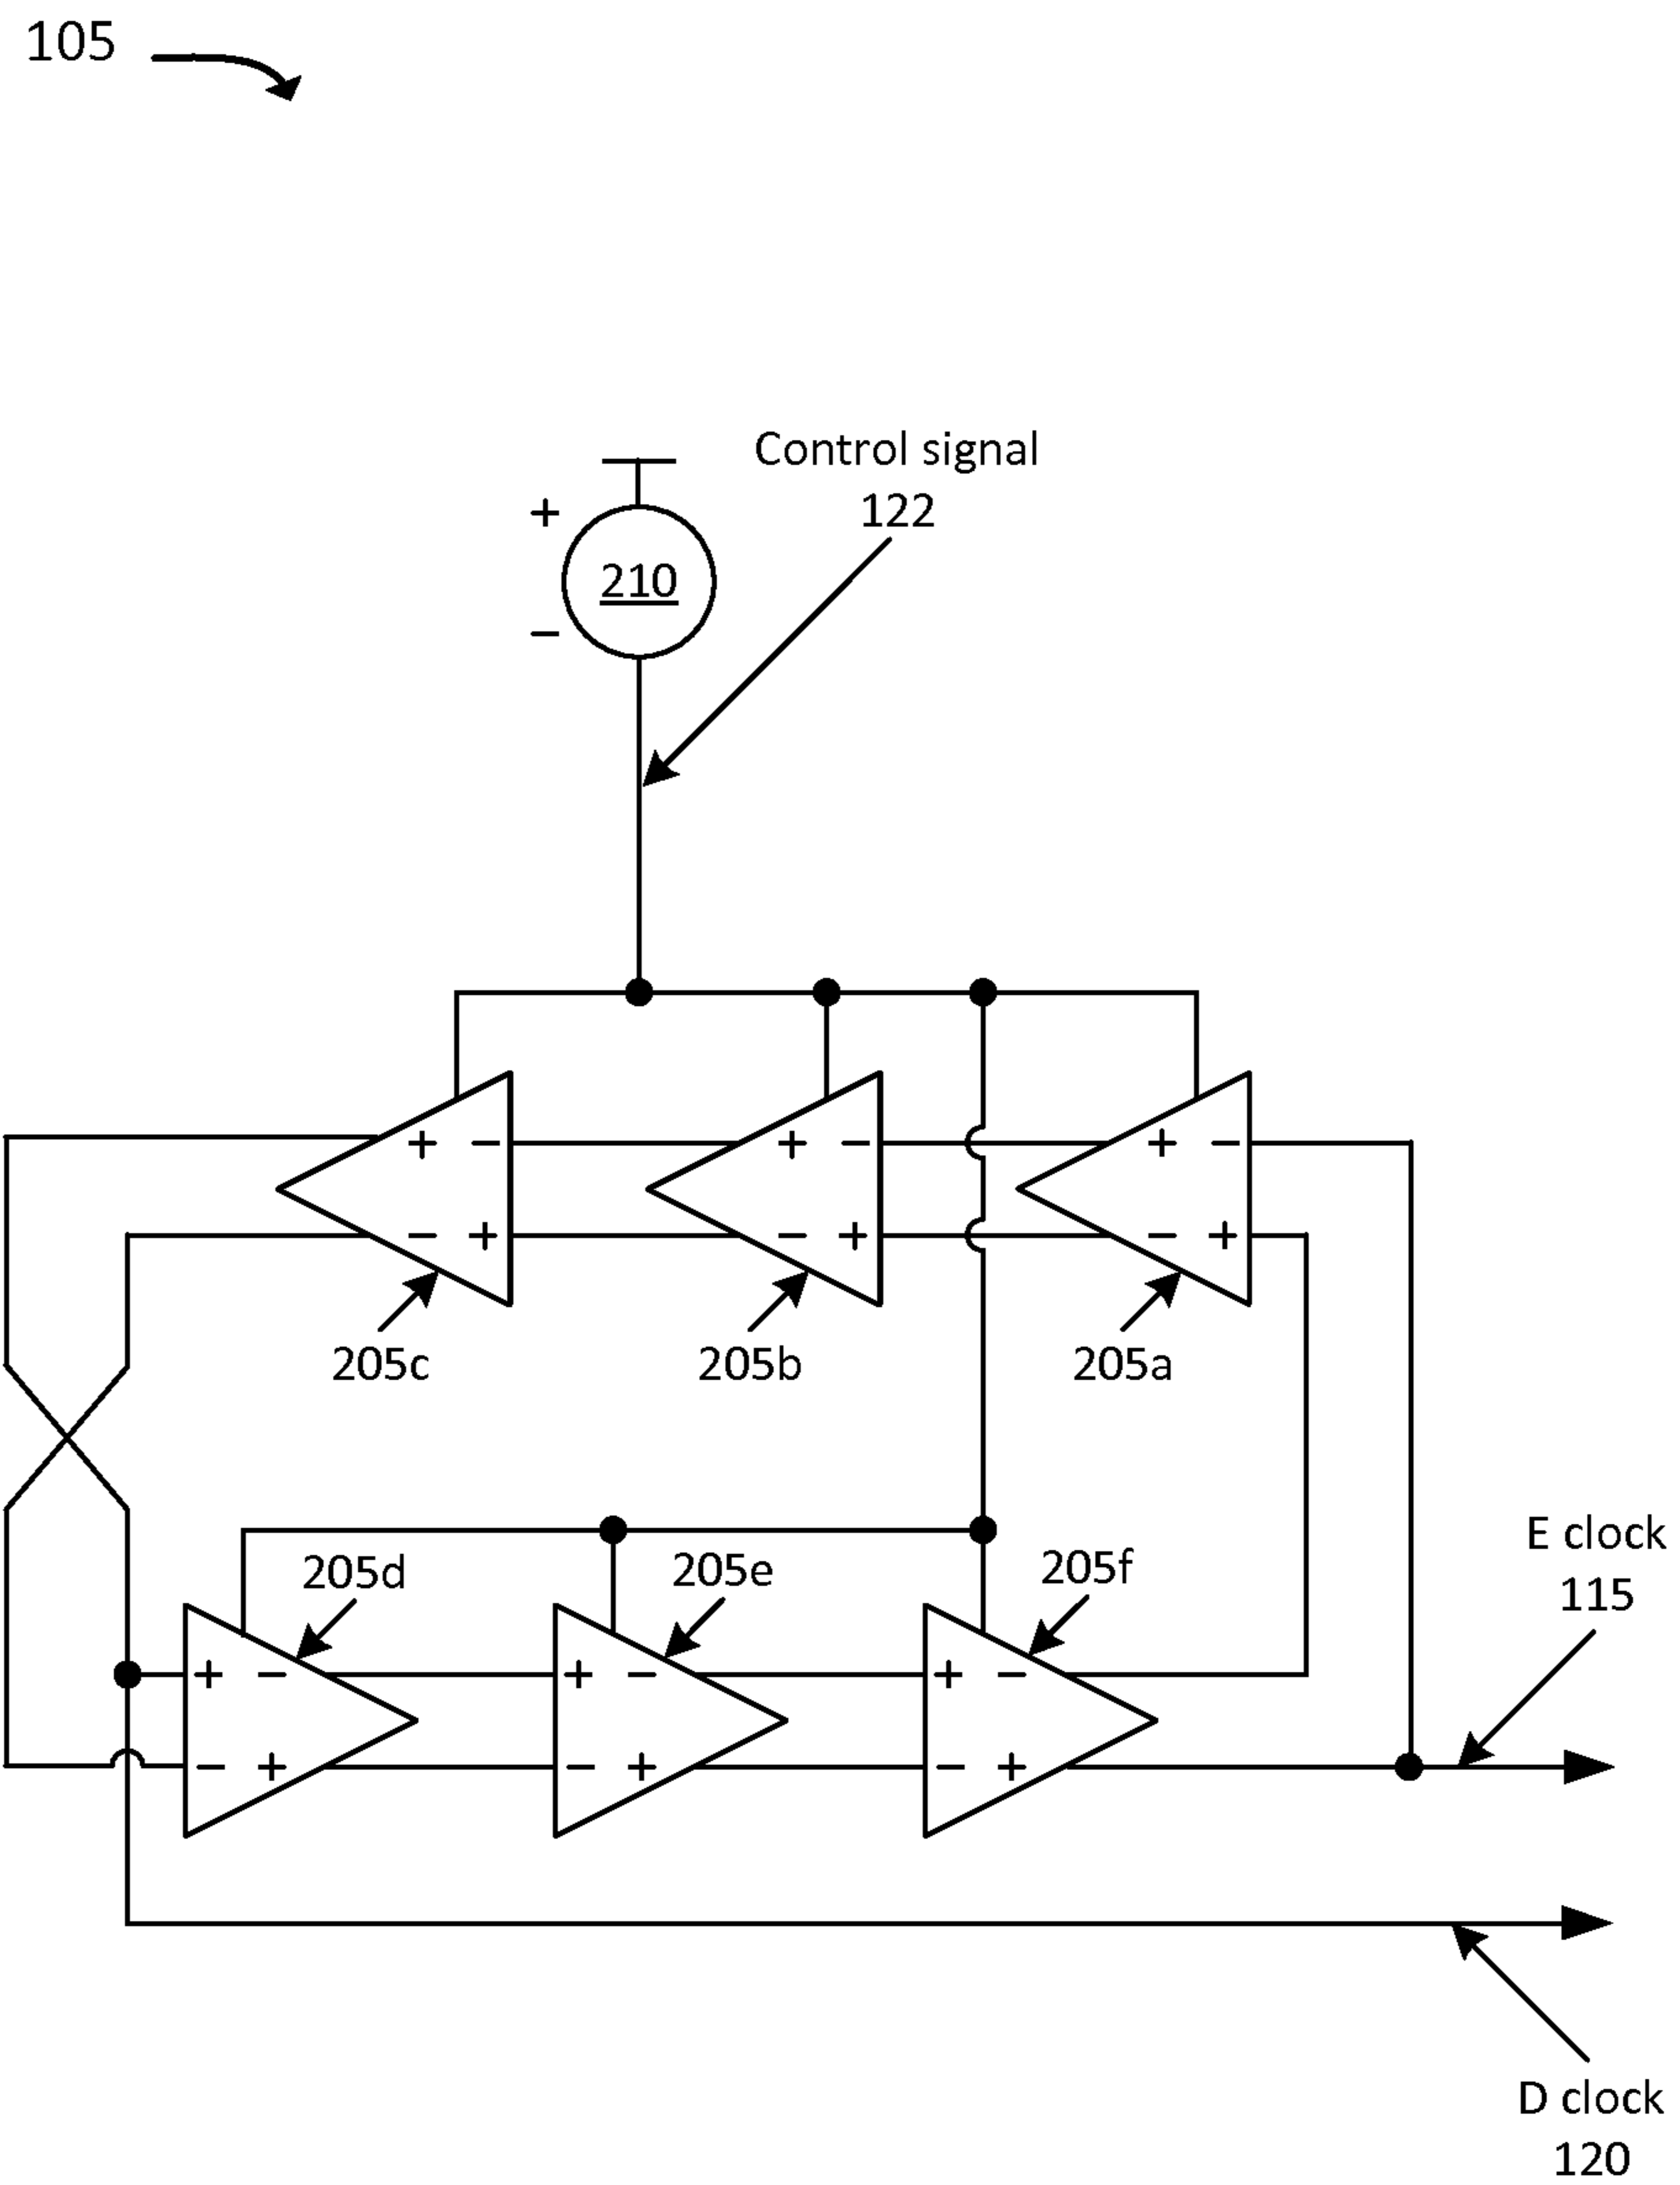 105
Control signal
122
+
210
−
+ − + − + −
− + − + − +
205c 205b 205a
E clock
115
205d 205e 205f
+ − + − + −
− + − + − +
D clock
120